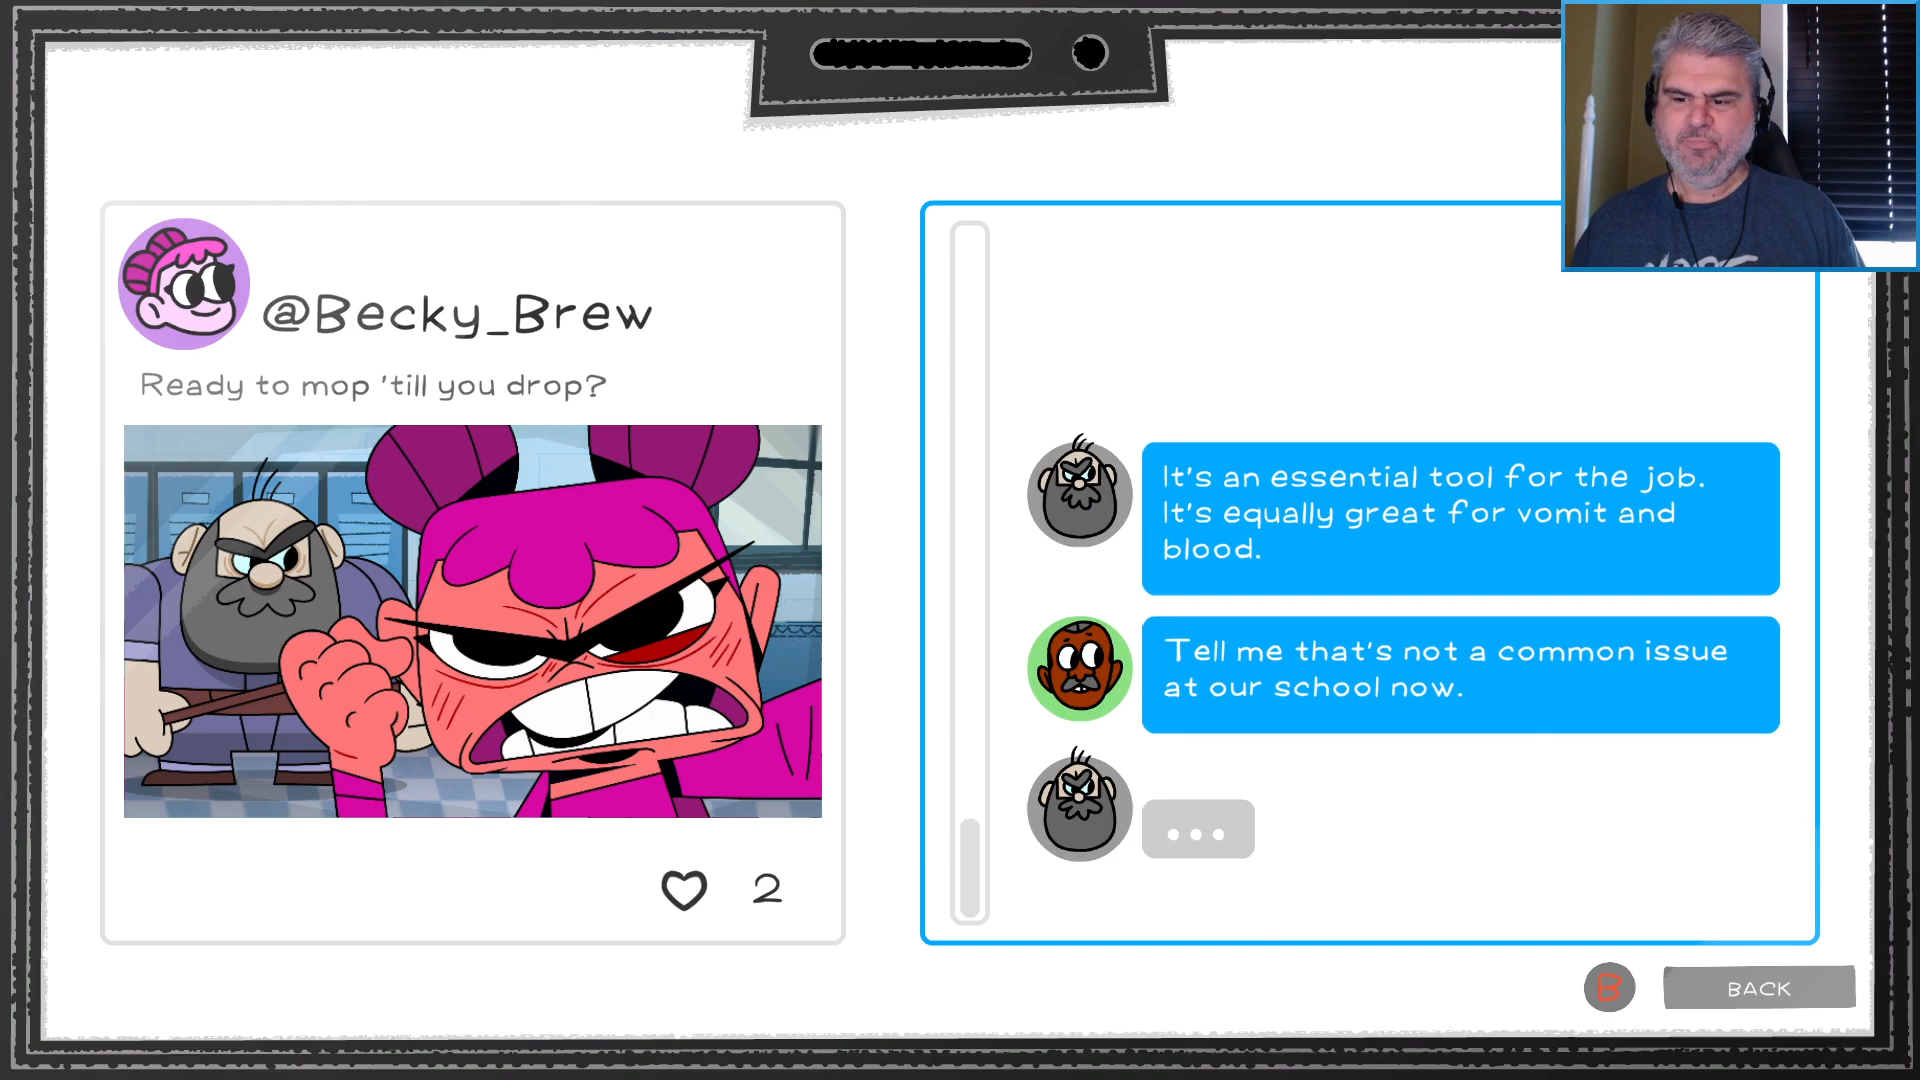 @Becky_Brew
Ready to mop 'till you drop?
2
It's an essential tool for the job.
It's equally great for vomit and
blood.
Tell me that's not a common issue
at our school now.
...
B
BACK